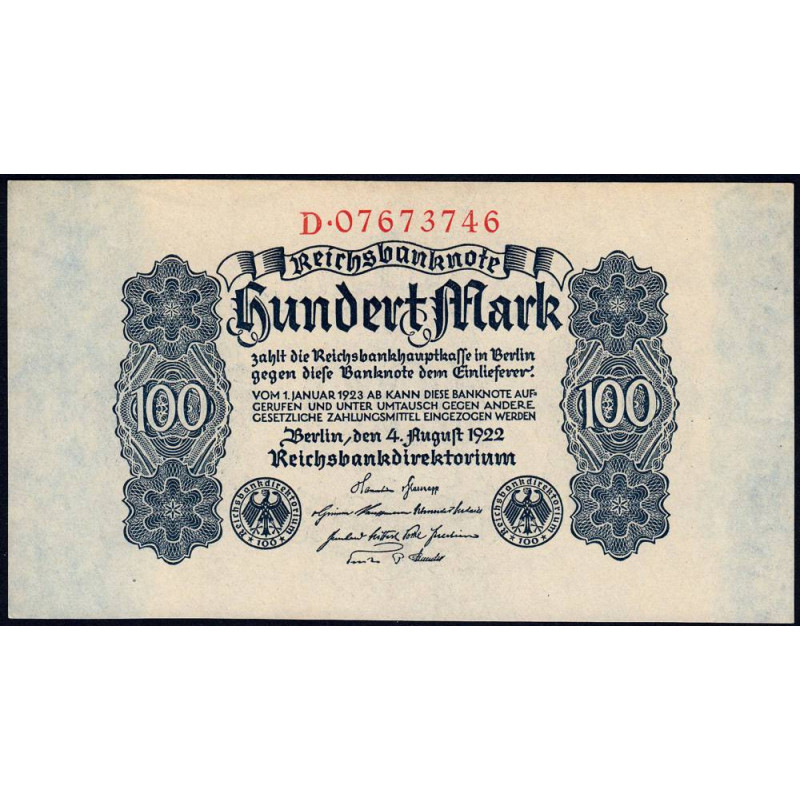 D·07673746
Reichsbanknote
Hundert Mark
zahlt die Reichsbankhauptkasse in Berlin
gegen diese Banknote dem Einlieferer.
VOM 1. JANUAR 1923 AB KANN DIESE BANKNOTE AUF-
GERUFEN UND UNTER UMTAUSCH GEGEN ANDERE
GESETZLICHE ZAHLUNGSMITTEL EINGEZOGEN WERDEN
100
100
Berlin, den 4. August 1922
Reichsbankdirektorium
Reichsbankdirektorium
*100*
Reichsbankdirektorium
*100*